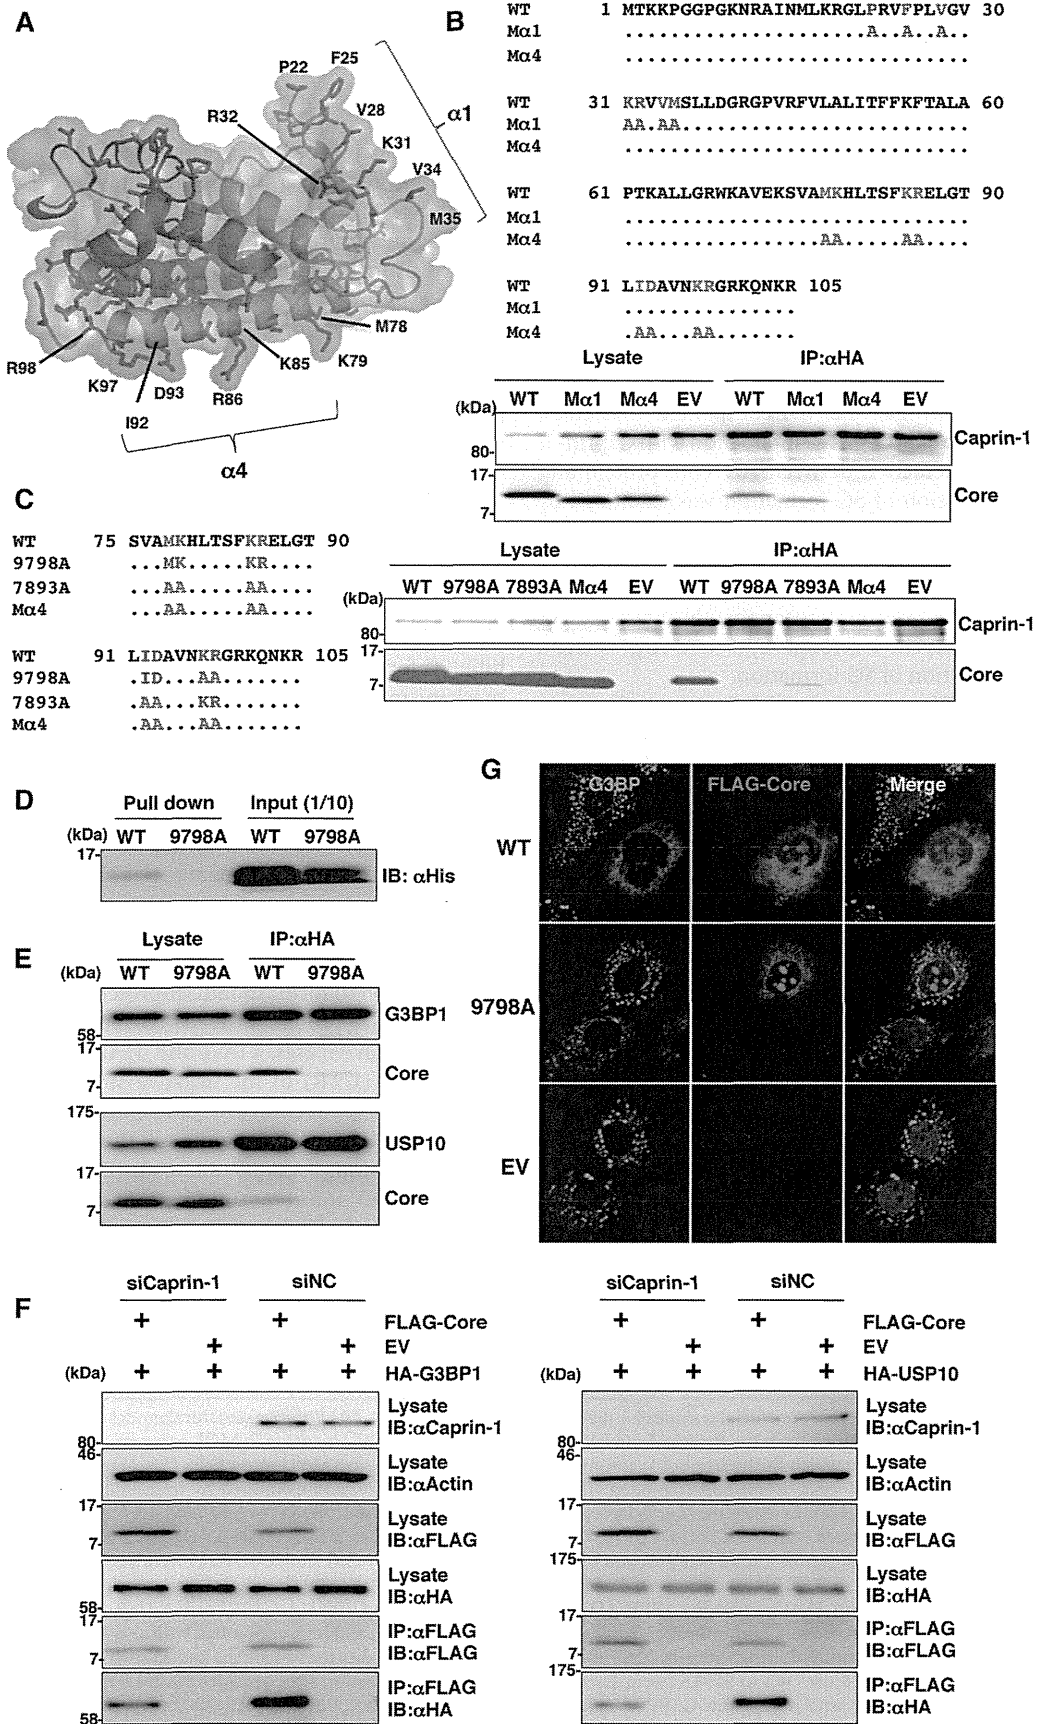 A
P22
F25
R32
V28
α1
K31
V34
M35
M78
R98
K85
K79
K97
D93
R86
I92
α4
B
WT 1 MTKKPGGPGKNRAINMLKRGLPRVFPLVGV 30
Mα1 .....................A..A..A..
Mα4 ..............................
WT 31 KRVVMSLLDGRGPVRFVLALITFFKFTALA 60
Mα1 AA.AA.........................
Mα4 ..............................
WT 61 PTKALLGRWKAVEKSVAMKHLTSFKRELGT 90
Mα1 ..............................
Mα4 .................AA.....AA....
WT 91 LIDAVNKRGRKQNKR 105
Mα1 ...............
Mα4 .AA...AA.......
Lysate IP:αHA
(kDa) WT Mα1 Mα4 EV WT Mα1 Mα4 EV
80- Caprin-1
17-
7- Core
C
WT 75 SVAMKHLTSFKRELGT 90
9798A ...MK.....KR....
7893A ...AA.....AA....
Mα4 ...AA.....AA....
WT 91 LIDAVNKRGRKQNKR 105
9798A .ID...AA.......
7893A .AA...KR.......
Mα4 .AA...AA.......
Lysate IP:αHA
(kDa) WT 9798A 7893A Mα4 EV WT 9798A 7893A Mα4 EV
80- Caprin-1
17-
7- Core
D
Pull down Input (1/10)
(kDa) WT 9798A WT 9798A
17-
IB: αHis
E
Lysate IP:αHA
(kDa) WT 9798A WT 9798A
G3BP1
58-
17-
Core
7-
175-
USP10
17-
Core
7-
G
G3BP FLAG-Core Merge
WT
9798A
EV
F
siCaprin-1 siNC
+ + FLAG-Core
+ + EV
(kDa) + + + + HA-G3BP1
Lysate
80- IB:αCaprin-1
46- Lysate
IB:αActin
17- Lysate
7- IB:αFLAG
Lysate
58- IB:αHA
17- IP:αFLAG
7- IB:αFLAG
IP:αFLAG
58- IB:αHA
siCaprin-1 siNC
+ + FLAG-Core
+ + EV
(kDa) + + + + HA-USP10
Lysate
80- IB:αCaprin-1
46- Lysate
IB:αActin
17- Lysate
7- IB:αFLAG
175- Lysate
IB:αHA
17- IP:αFLAG
7- IB:αFLAG
175- IP:αFLAG
IB:αHA